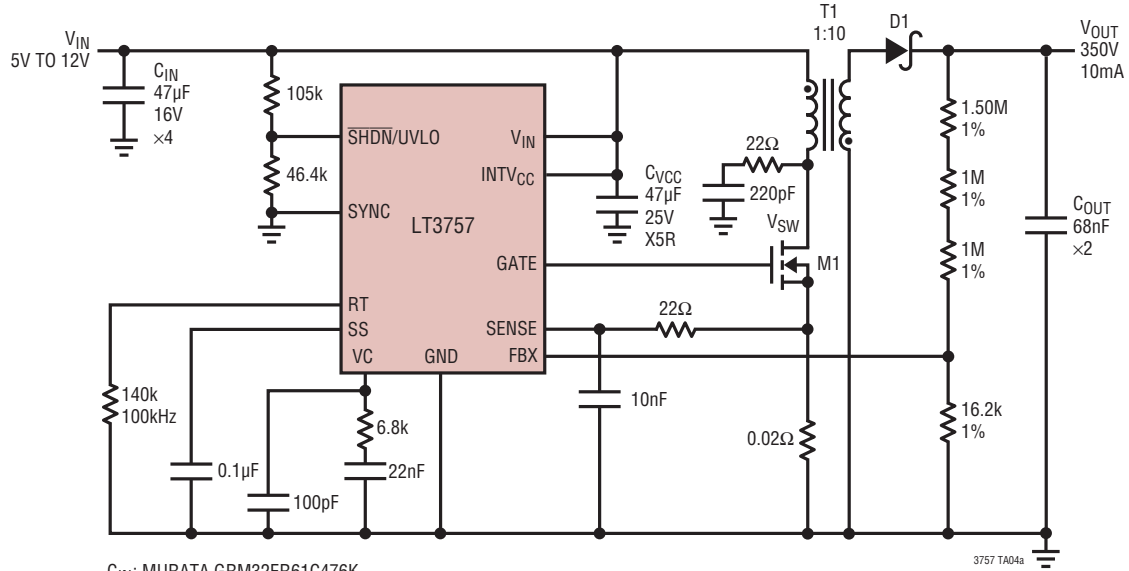 VIN
5V TO 12V
CIN
47µF
16V
×4
105k
46.4k
SHDN/UVLO
SYNC
LT3757
VIN
INTVCC
GATE
SENSE
FBX
RT
SS
VC
GND
CVCC
47µF
25V
X5R
T1
1:10
D1
VOUT
350V
10mA
22Ω
220pF
VSW
M1
22Ω
10nF
0.02Ω
1.50M
1%
1M
1%
1M
1%
16.2k
1%
COUT
68nF
×2
140k
100kHz
0.1µF
100pF
6.8k
22nF
3757 TA04a